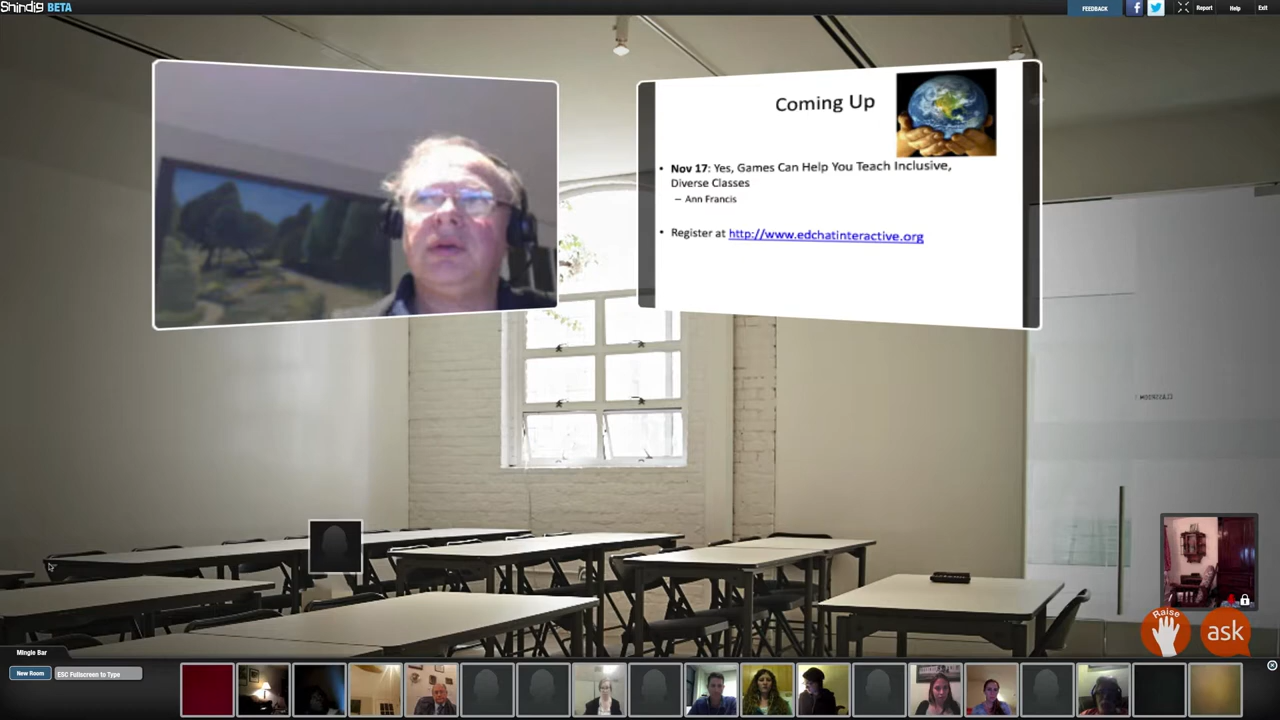 Shindig BETA
FEEDBACK
Report
Help
Exit
Coming Up
• Nov 17: Yes, Games Can Help You Teach Inclusive,
Diverse Classes
– Ann Francis
• Register at http://www.edchatinteractive.org
Raise
ask
Mingle Bar
New Room
ESC Fullscreen to Type